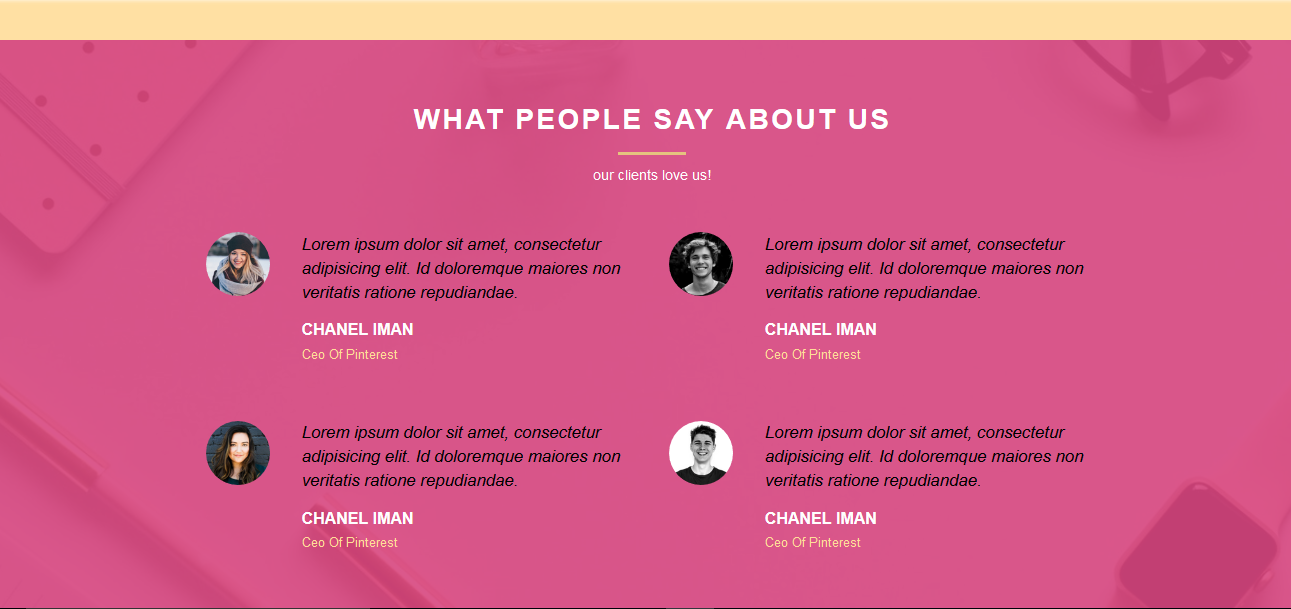 WHAT PEOPLE SAY ABOUT US
our clients love us!
Lorem ipsum dolor sit amet, consectetur
adipisicing elit. Id doloremque maiores non
veritatis ratione repudiandae.
CHANEL IMAN
Ceo Of Pinterest
Lorem ipsum dolor sit amet, consectetur
adipisicing elit. Id doloremque maiores non
veritatis ratione repudiandae.
CHANEL IMAN
Ceo Of Pinterest
Lorem ipsum dolor sit amet, consectetur
adipisicing elit. Id doloremque maiores non
veritatis ratione repudiandae.
CHANEL IMAN
Ceo Of Pinterest
Lorem ipsum dolor sit amet, consectetur
adipisicing elit. Id doloremque maiores non
veritatis ratione repudiandae.
CHANEL IMAN
Ceo Of Pinterest